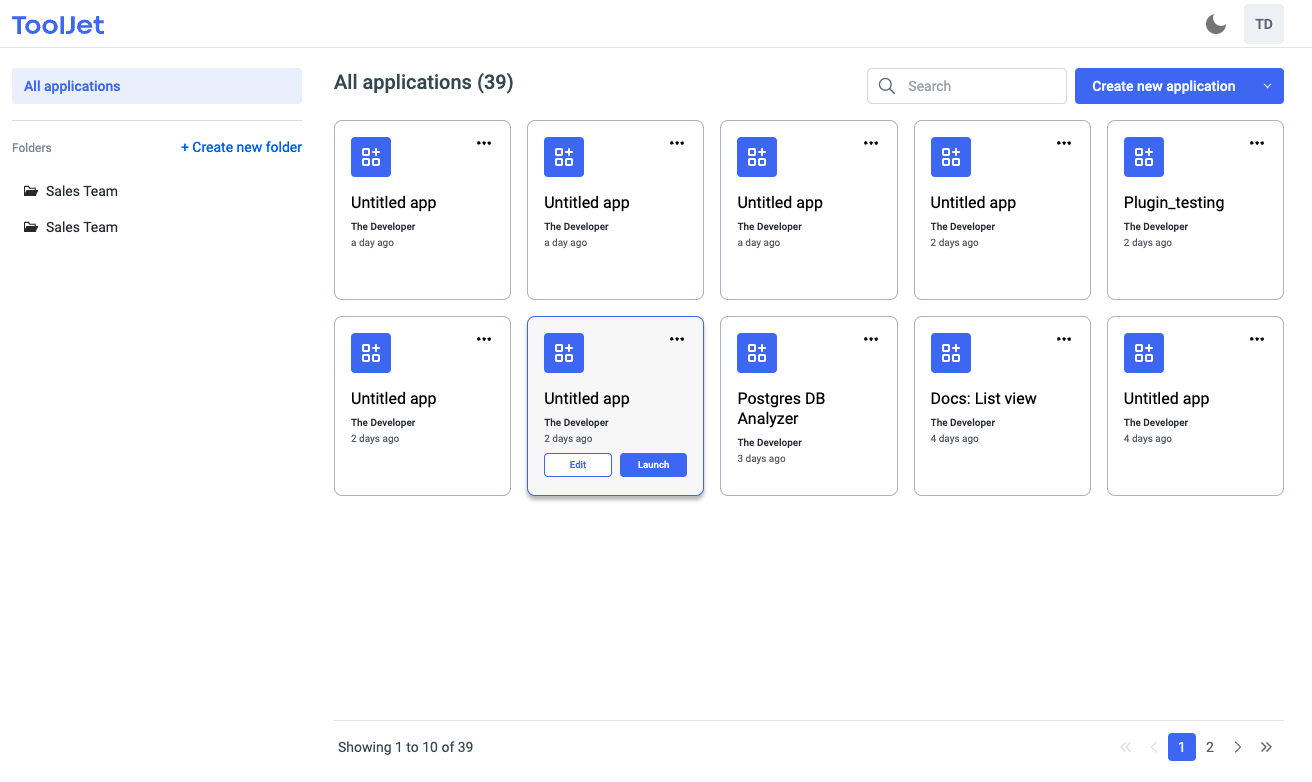 ToolJet
TD
All applications
Folders
+ Create new folder
Sales Team
Sales Team
All applications (39)
Search
Create new application
Untitled app
The Developer
a day ago
Untitled app
The Developer
a day ago
Untitled app
The Developer
a day ago
Untitled app
The Developer
2 days ago
Plugin_testing
The Developer
2 days ago
Untitled app
The Developer
2 days ago
Untitled app
The Developer
2 days ago
Edit
Launch
Postgres DB
Analyzer
The Developer
3 days ago
Docs: List view
The Developer
4 days ago
Untitled app
The Developer
4 days ago
Showing 1 to 10 of 39
1 2